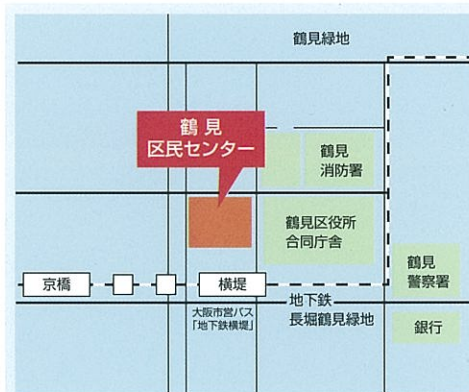 鶴見緑地
鶴見
区民センター
鶴見
消防署
鶴見区役所
合同庁舎
京橋
横堤
大阪市営バス
「地下鉄横堤」
地下鉄
長堀鶴見緑地
鶴見
警察署
銀行